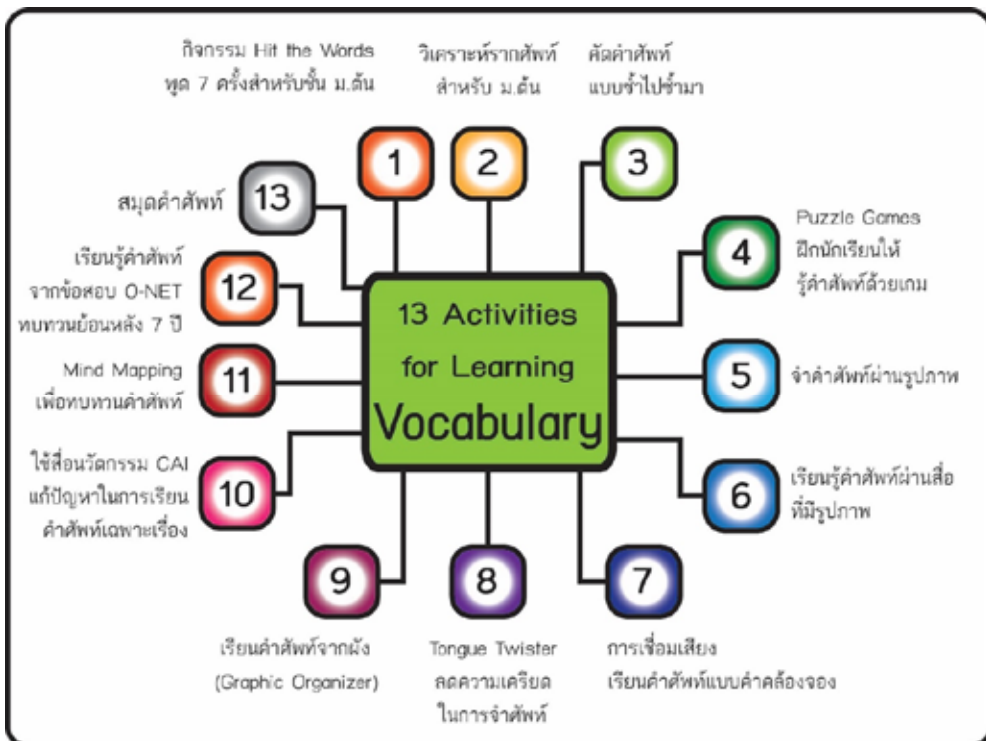 13 Activities
for Learning
Vocabulary
1
กิจกรรม Hit the Words
พูด 7 ครั้งสำหรับชั้น ม.ต้น
2
วิเคราะห์รากศัพท์
สำหรับ ม.ต้น
3
คัดคำศัพท์
แบบซ้ำไปซ้ำมา
4
Puzzle Games
ฝึกนักเรียนให้
รู้คำศัพท์ด้วยเกม
5
จำคำศัพท์ผ่านรูปภาพ
6
เรียนรู้คำศัพท์ผ่านสื่อ
ที่มีรูปภาพ
7
การเชื่อมเสียง
เรียนคำศัพท์แบบคำคล้องจอง
8
Tongue Twister
ลดความเครียด
ในการจำศัพท์
9
เรียนคำศัพท์จากผัง
(Graphic Organizer)
10
ใช้สื่อนวัตกรรม CAI
แก้ปัญหาในการเรียน
คำศัพท์เฉพาะเรื่อง
11
Mind Mapping
เพื่อทบทวนคำศัพท์
12
เรียนรู้คำศัพท์
จากข้อสอบ O-NET
ทบทวนย้อนหลัง 7 ปี
13
สมุดคำศัพท์